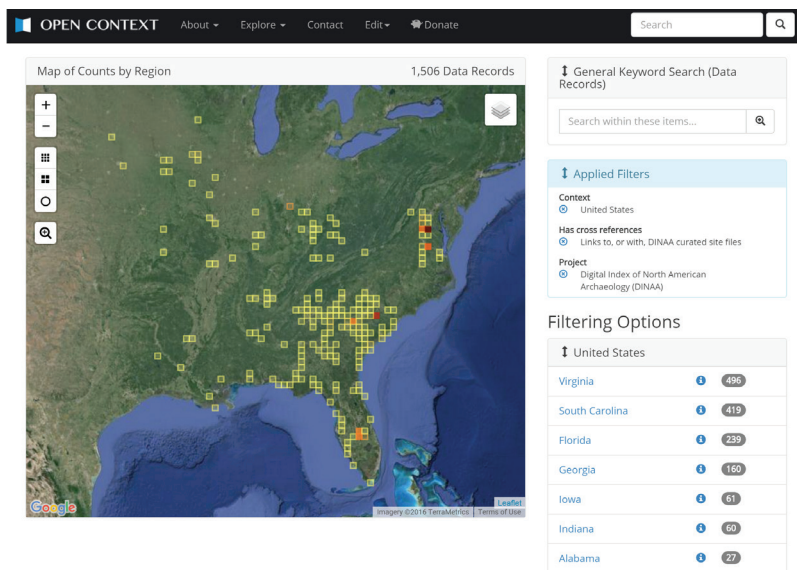 OPEN CONTEXT About Explore Contact Edit Donate Search
Map of Counts by Region 1,506 Data Records
+
−
Google
Leaflet
Imagery ©2016 TerraMetrics Terms of Use
General Keyword Search (Data
Records)
Search within these items...
Applied Filters
Context
United States
Has cross references
Links to, or with, DINAA curated site files
Project
Digital Index of North American
Archaeology (DINAA)
Filtering Options
United States
Virginia 496
South Carolina 419
Florida 239
Georgia 160
Iowa 61
Indiana 60
Alabama 27